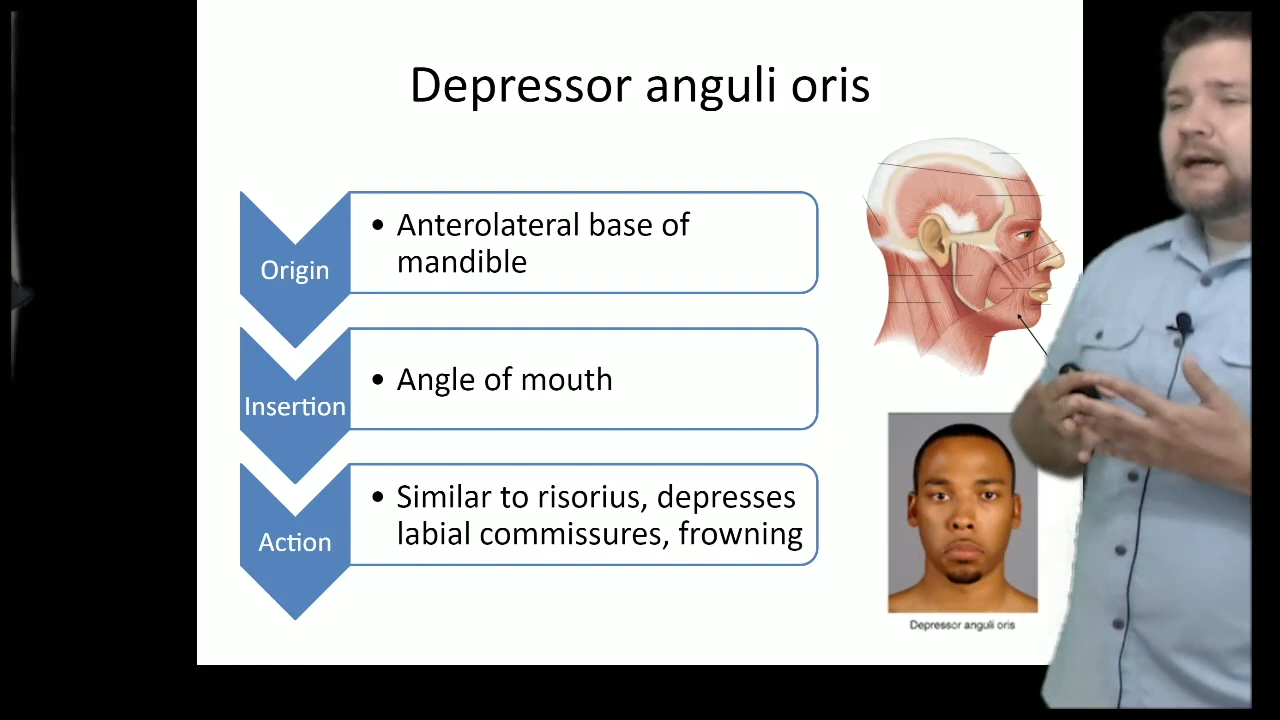 Depressor anguli oris
Origin
• Anterolateral base of
mandible
Insertion
• Angle of mouth
Action
• Similar to risorius, depresses
labial commissures, frowning
Depressor anguli oris